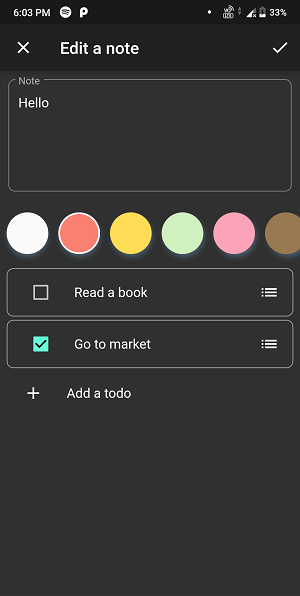 6:03 PM 33%
Edit a note
Note
Hello
Read a book
Go to market
Add a todo